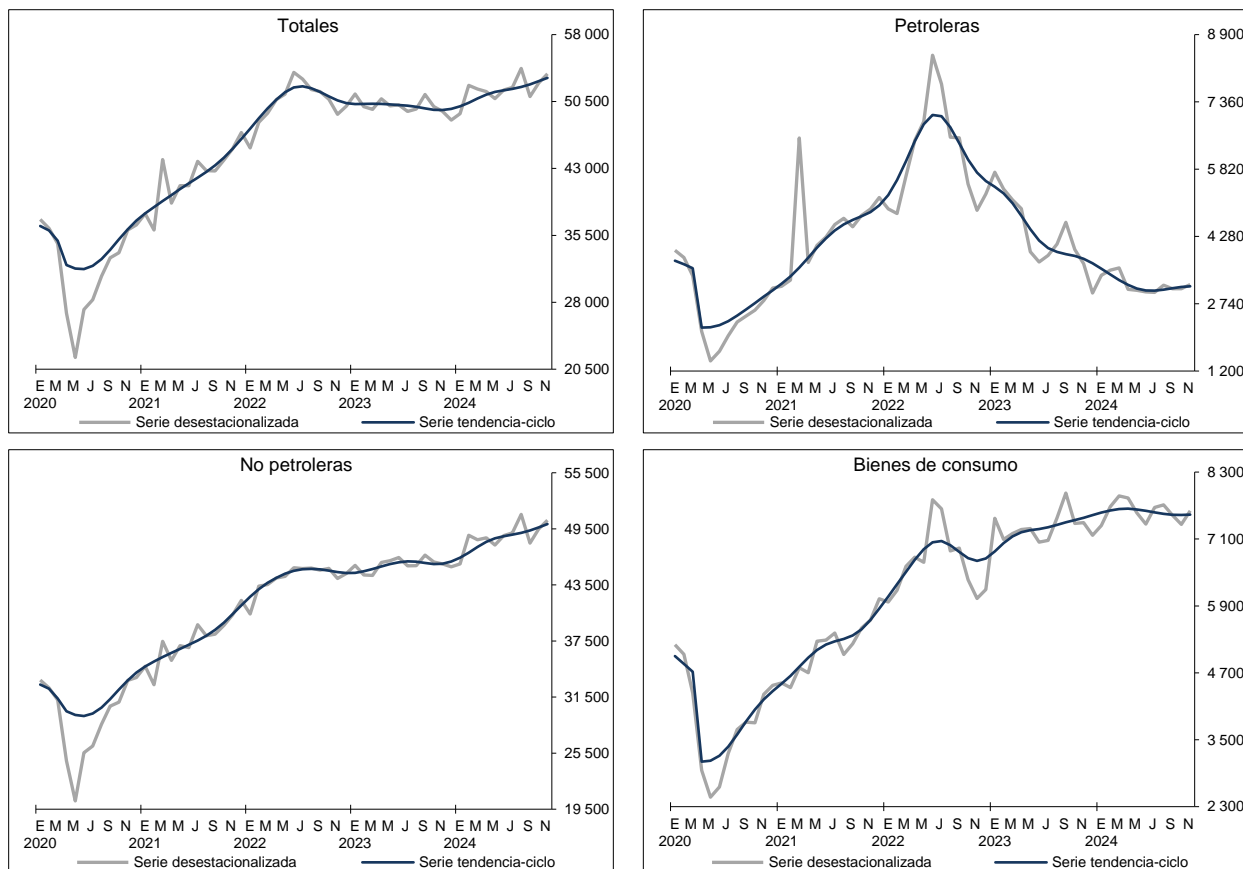 Totales
58 000
50 500
43 000
35 500
28 000
20 500
E M M J S N E M M J S N E M M J S N E M M J S N E M M J S N
2020 2021 2022 2023 2024
Serie desestacionalizada Serie tendencia-ciclo
Petroleras
8 900
7 360
5 820
4 280
2 740
1 200
E M M J S N E M M J S N E M M J S N E M M J S N E M M J S N
2020 2021 2022 2023 2024
Serie desestacionalizada Serie tendencia-ciclo
No petroleras
55 500
49 500
43 500
37 500
31 500
25 500
19 500
E M M J S N E M M J S N E M M J S N E M M J S N E M M J S N
2020 2021 2022 2023 2024
Serie desestacionalizada Serie tendencia-ciclo
Bienes de consumo
8 300
7 100
5 900
4 700
3 500
2 300
E M M J S N E M M J S N E M M J S N E M M J S N E M M J S N
2020 2021 2022 2023 2024
Serie desestacionalizada Serie tendencia-ciclo